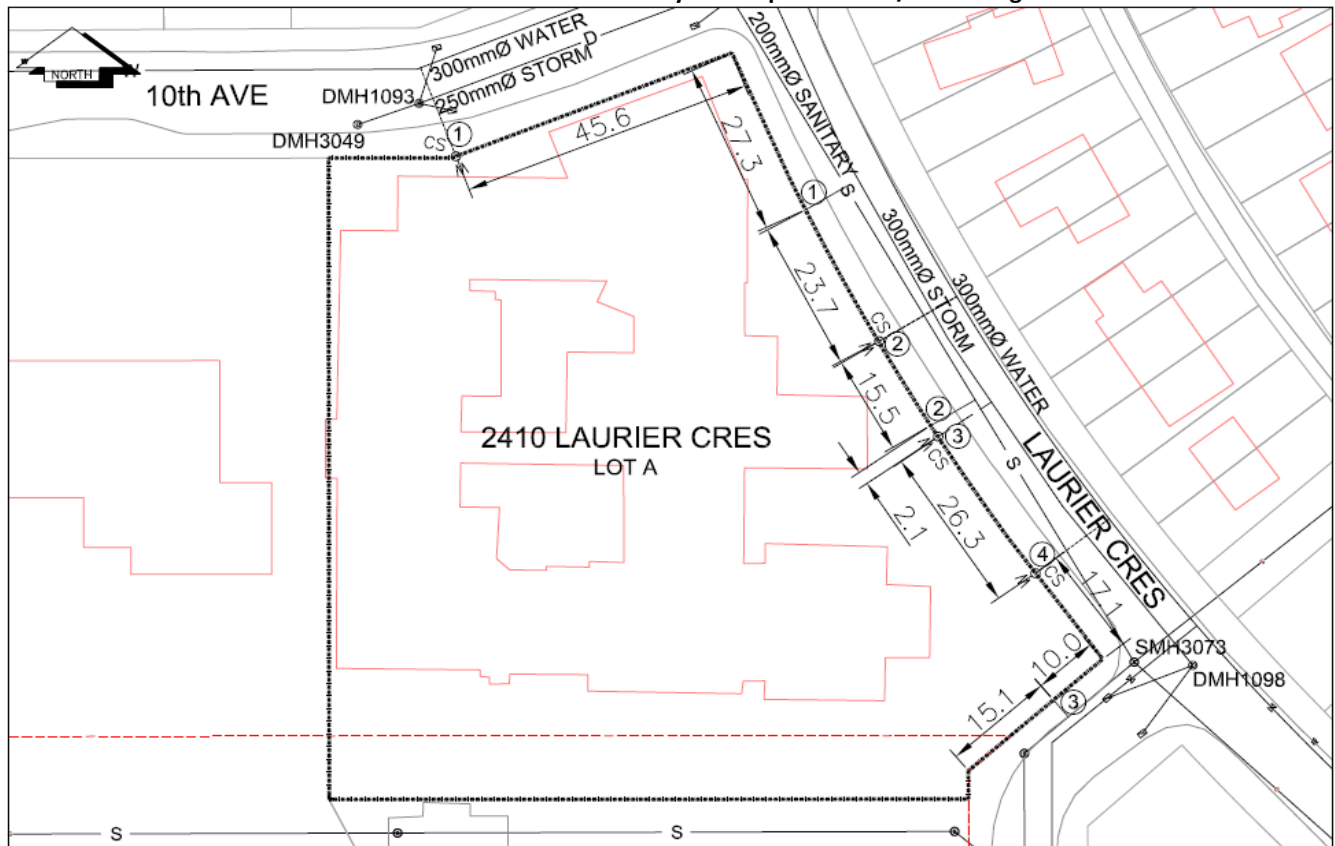 300mmØ WATER
D
250mmØ STORM
200mmØ SANITARY
S
NORTH
10th AVE
DMH1093
DMH3049
CS
1
45.6
27.3
1
300mmØ STORM
300mmØ WATER
23.7
CS
2
15.5
2
3
CS
2410 LAURIER CRES
LOT A
S
LAURIER CRES
2.1
26.3
4
CS
17.1
SMH3073
DMH1098
10.0
15.1
3
S
S